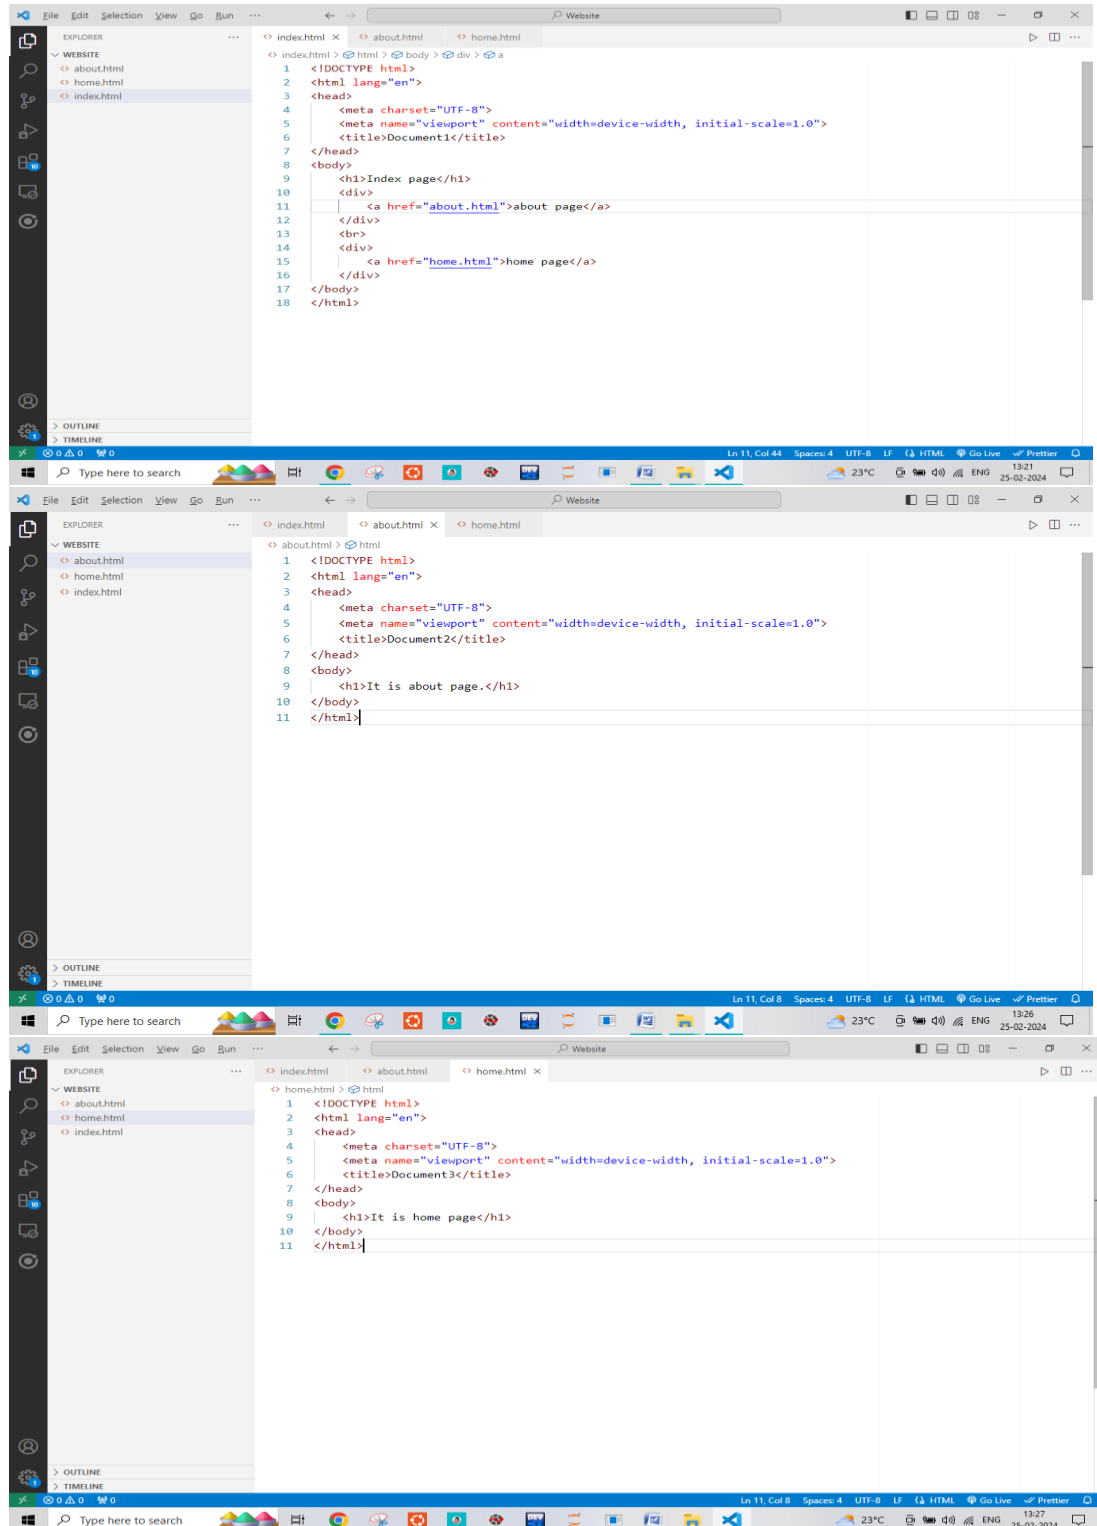 File Edit Selection View Go Run ··· ← → Website
EXPLORER ···
WEBSITE
about.html
home.html
index.html
OUTLINE
TIMELINE
index.html × about.html home.html
index.html > html > body > div > a
1 <!DOCTYPE html>
2 <html lang="en">
3 <head>
4 <meta charset="UTF-8">
5 <meta name="viewport" content="width=device-width, initial-scale=1.0">
6 <title>Document1</title>
7 </head>
8 <body>
9 <h1>Index page</h1>
10 <div>
11 <a href="about.html">about page</a>
12 </div>
13 <br>
14 <div>
15 <a href="home.html">home page</a>
16 </div>
17 </body>
18 </html>
0 0 0 Ln 11, Col 44 Spaces: 4 UTF-8 LF HTML Go Live Prettier
Type here to search 23°C ENG 13:21
25-02-2024
File Edit Selection View Go Run ··· ← → Website
EXPLORER ···
WEBSITE
about.html
home.html
index.html
OUTLINE
TIMELINE
index.html about.html × home.html
about.html > html
1 <!DOCTYPE html>
2 <html lang="en">
3 <head>
4 <meta charset="UTF-8">
5 <meta name="viewport" content="width=device-width, initial-scale=1.0">
6 <title>Document2</title>
7 </head>
8 <body>
9 <h1>It is about page.</h1>
10 </body>
11 </html>
0 0 0 Ln 11, Col 8 Spaces: 4 UTF-8 LF HTML Go Live Prettier
Type here to search 23°C ENG 13:26
25-02-2024
File Edit Selection View Go Run ··· ← → Website
EXPLORER ···
WEBSITE
about.html
home.html
index.html
OUTLINE
TIMELINE
index.html about.html home.html ×
home.html > html
1 <!DOCTYPE html>
2 <html lang="en">
3 <head>
4 <meta charset="UTF-8">
5 <meta name="viewport" content="width=device-width, initial-scale=1.0">
6 <title>Document3</title>
7 </head>
8 <body>
9 <h1>It is home page</h1>
10 </body>
11 </html>
0 0 0 Ln 11, Col 8 Spaces: 4 UTF-8 LF HTML Go Live Prettier
Type here to search 23°C ENG 13:27
25-02-2024